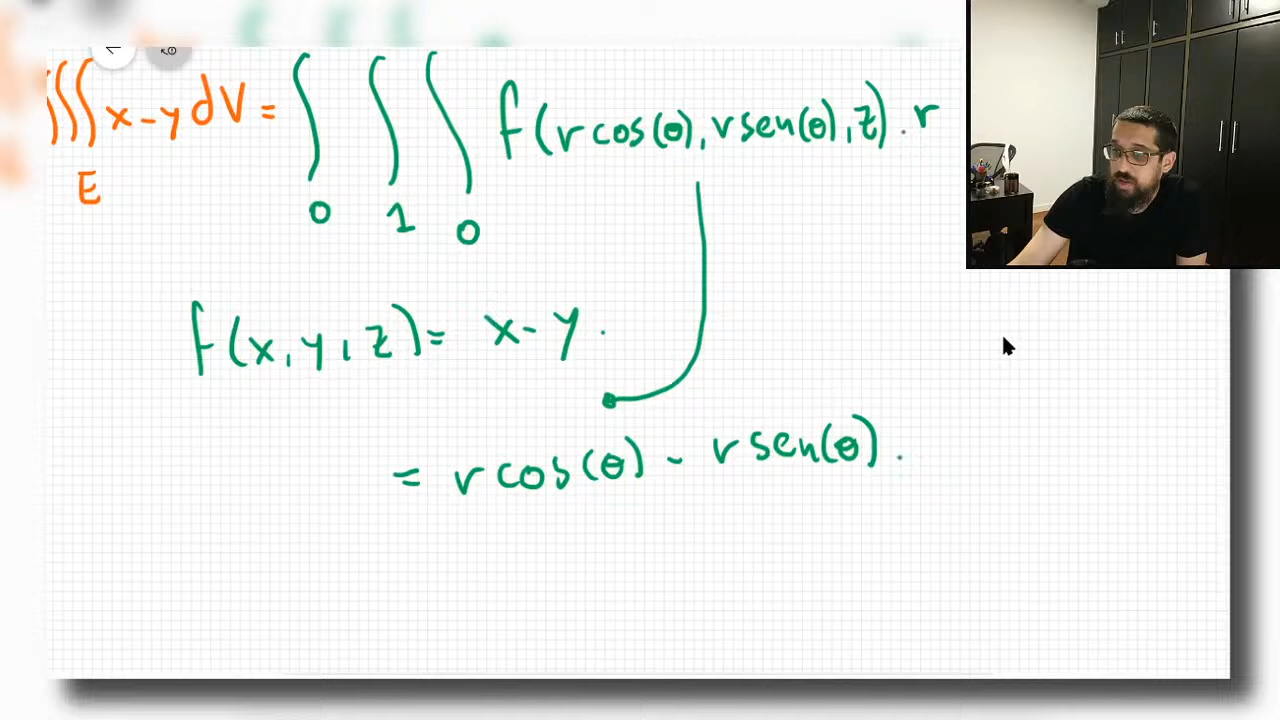 ∭ x-y dV = ∫ ∫ ∫ f(r cos(θ), r sen(θ), z) . r
E 0 1 0
f(x, y, z) = x-y.
= r cos(θ) - r sen(θ).